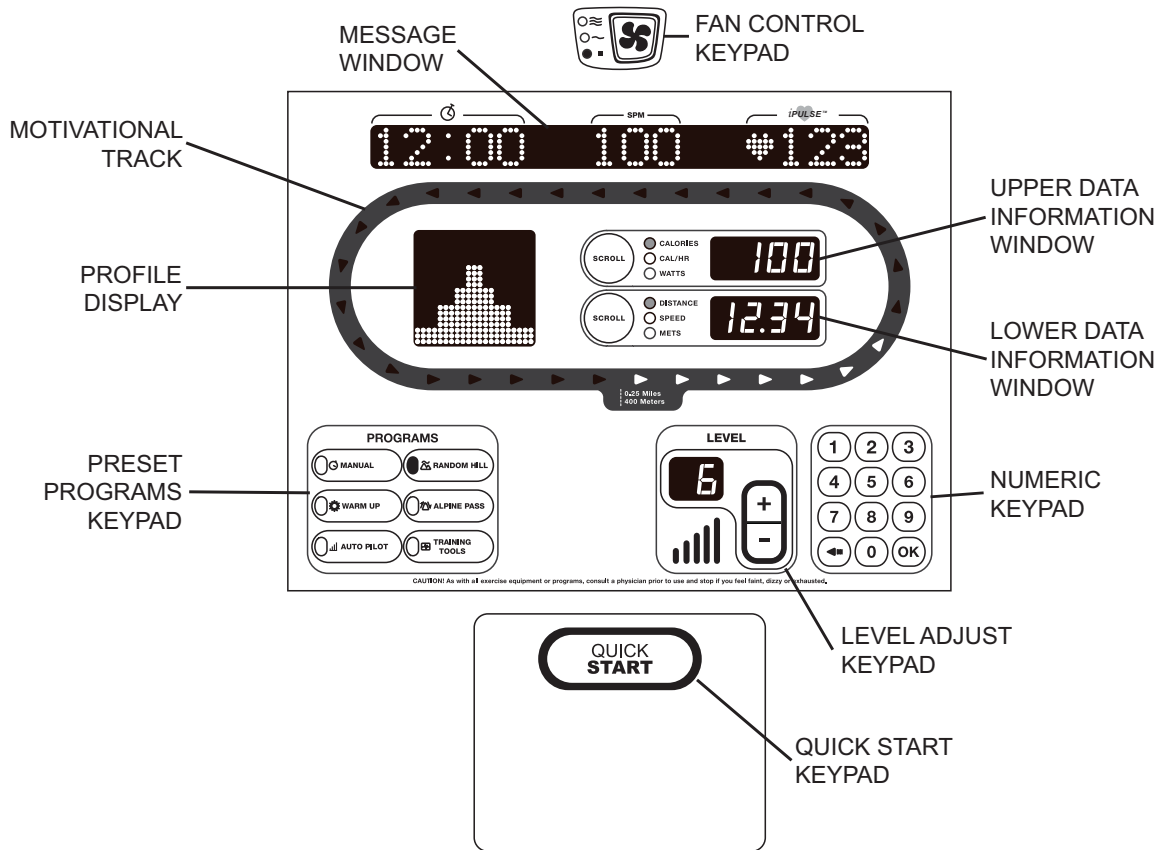 FAN CONTROL
KEYPAD
MESSAGE
WINDOW
SPM
iPULSE™
12:00 100 123
MOTIVATIONAL
TRACK
UPPER DATA
INFORMATION
WINDOW
SCROLL
CALORIES
CAL/HR
WATTS
100
PROFILE
DISPLAY
SCROLL
DISTANCE
SPEED
METS
12.34
LOWER DATA
INFORMATION
WINDOW
0.25 Miles
400 Meters
PRESET
PROGRAMS
KEYPAD
PROGRAMS
MANUAL RANDOM HILL
WARM UP ALPINE PASS
AUTO PILOT TRAINING
TOOLS
LEVEL
6
+
-
1 2 3
4 5 6
7 8 9
0 OK
NUMERIC
KEYPAD
CAUTION! As with all exercise equipment or programs, consult a physician prior to use and stop if you feel faint, dizzy or exhausted.
LEVEL ADJUST
KEYPAD
QUICK
START
QUICK START
KEYPAD